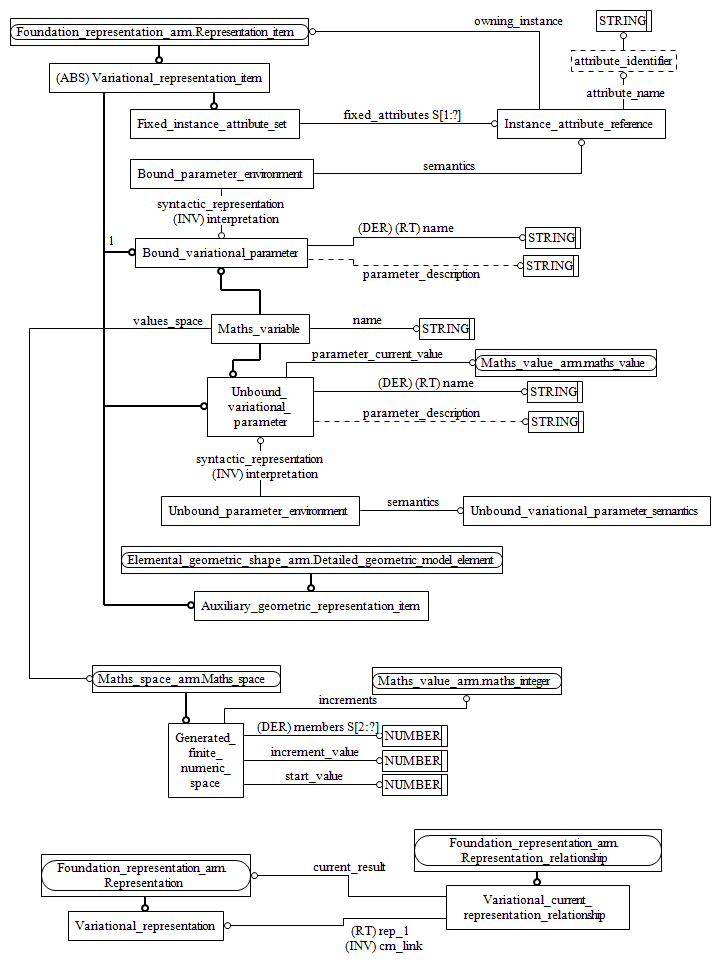 owning_instance
STRING
Foundation_representation_arm.Representation_item
attribute_identifier
(ABS) Variational_representation_item
attribute_name
fixed_attributes S[1:?]
Fixed_instance_attribute_set
Instance_attribute_reference
semantics
Bound_parameter_environment
syntactic_representation
(INV) interpretation
(DER) (RT) name
STRING
1
Bound_variational_parameter
STRING
parameter_description
values_space
name
Maths_variable
STRING
parameter_current_value
Maths_value_arm.maths_value
(DER) (RT) name
STRING
Unbound_
variational_
parameter
parameter_description
STRING
syntactic_representation
(INV) interpretation
semantics
Unbound_parameter_environment
Unbound_variational_parameter_semantics
Elemental_geometric_shape_arm.Detailed_geometric_model_element
Auxiliary_geometric_representation_item
Maths_space_arm.Maths_space
Maths_value_arm.maths_integer
increments
(DER) members S[2:?]
NUMBER
Generated_
finite_
numeric_
space
increment_value
NUMBER
start_value
NUMBER
Foundation_representation_arm.
Representation_relationship
Foundation_representation_arm.
Representation
current_result
Variational_current_
representation_relationship
Variational_representation
(RT) rep_1
(INV) cm_link